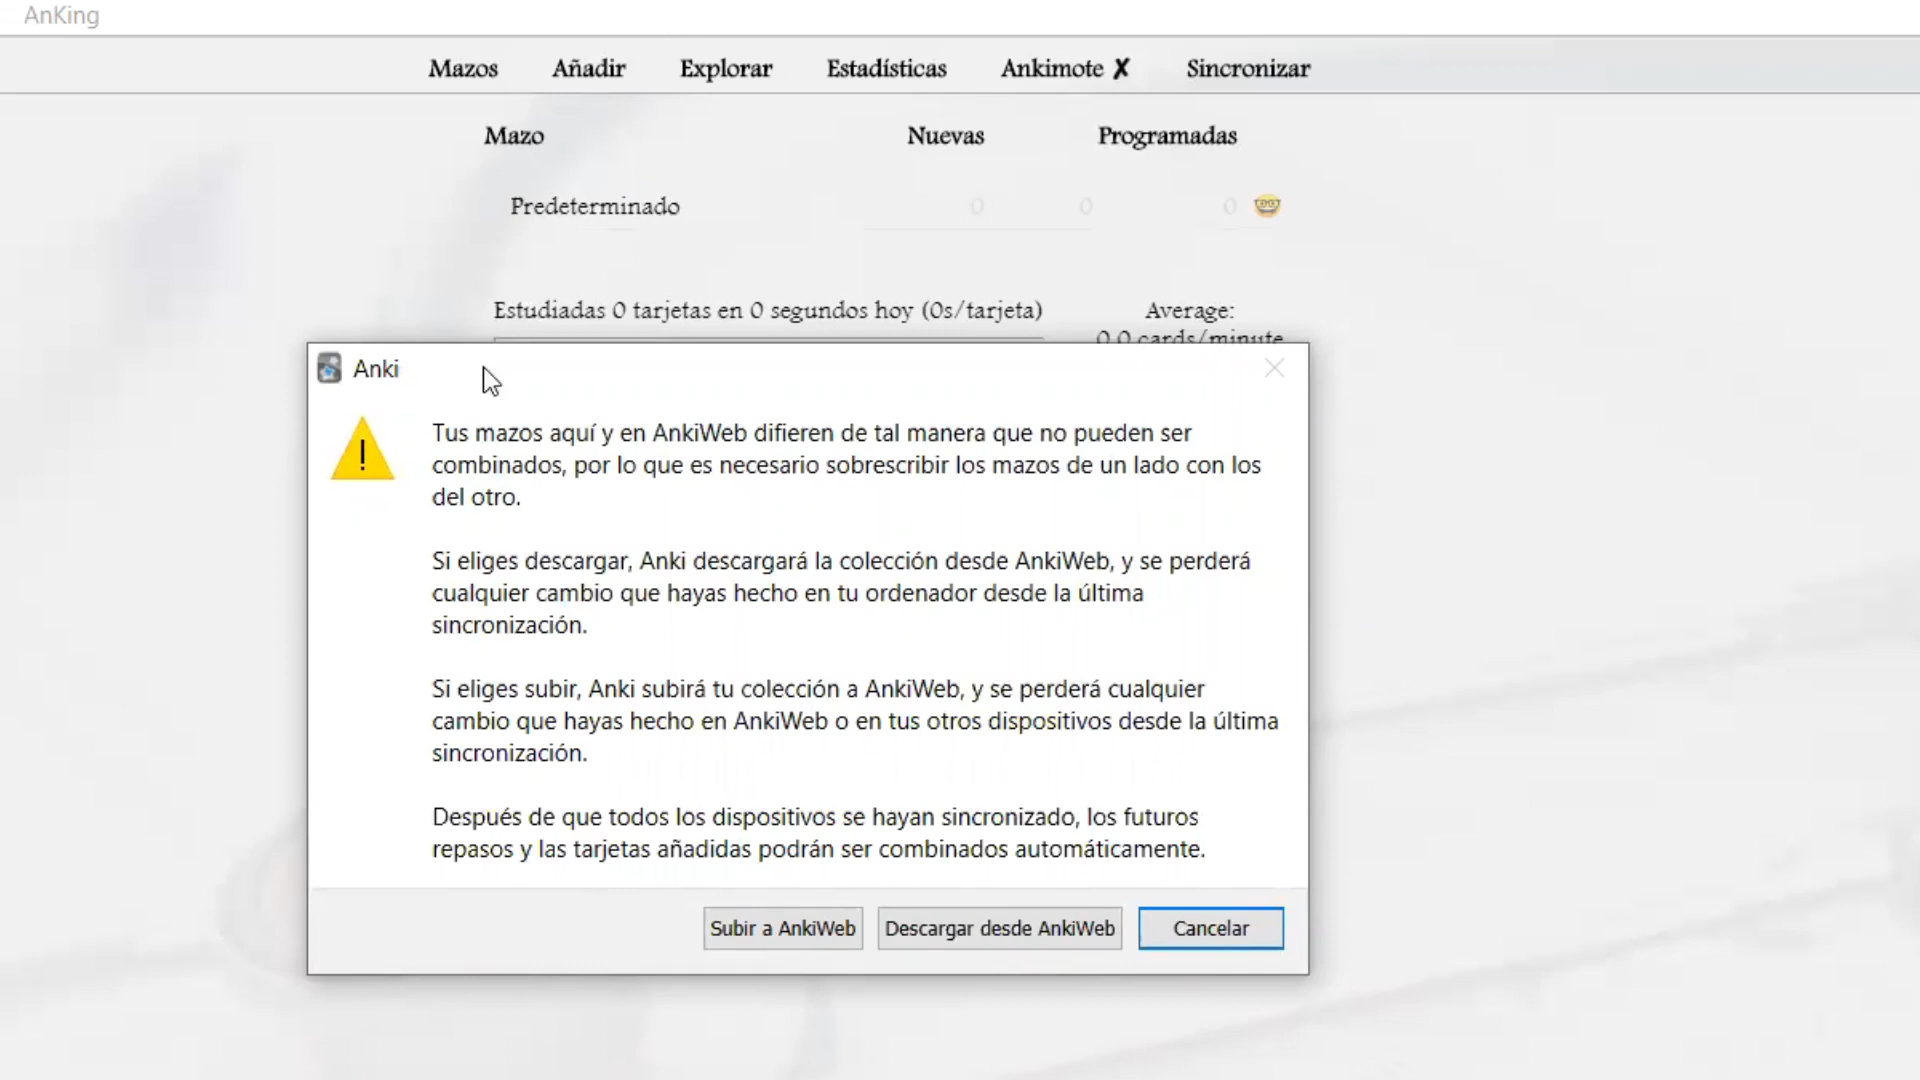 AnKing
Mazos Añadir Explorar Estadísticas Ankimote ✘ Sincronizar
Mazo Nuevas Programadas
Predeterminado 0 0 0
Estudiadas 0 tarjetas en 0 segundos hoy (0s/tarjeta) Average:
0.0 cards/minute
Anki
Tus mazos aquí y en AnkiWeb difieren de tal manera que no pueden ser
combinados, por lo que es necesario sobrescribir los mazos de un lado con los
del otro.
Si eliges descargar, Anki descargará la colección desde AnkiWeb, y se perderá
cualquier cambio que hayas hecho en tu ordenador desde la última
sincronización.
Si eliges subir, Anki subirá tu colección a AnkiWeb, y se perderá cualquier
cambio que hayas hecho en AnkiWeb o en tus otros dispositivos desde la última
sincronización.
Después de que todos los dispositivos se hayan sincronizado, los futuros
repasos y las tarjetas añadidas podrán ser combinados automáticamente.
Subir a AnkiWeb Descargar desde AnkiWeb Cancelar